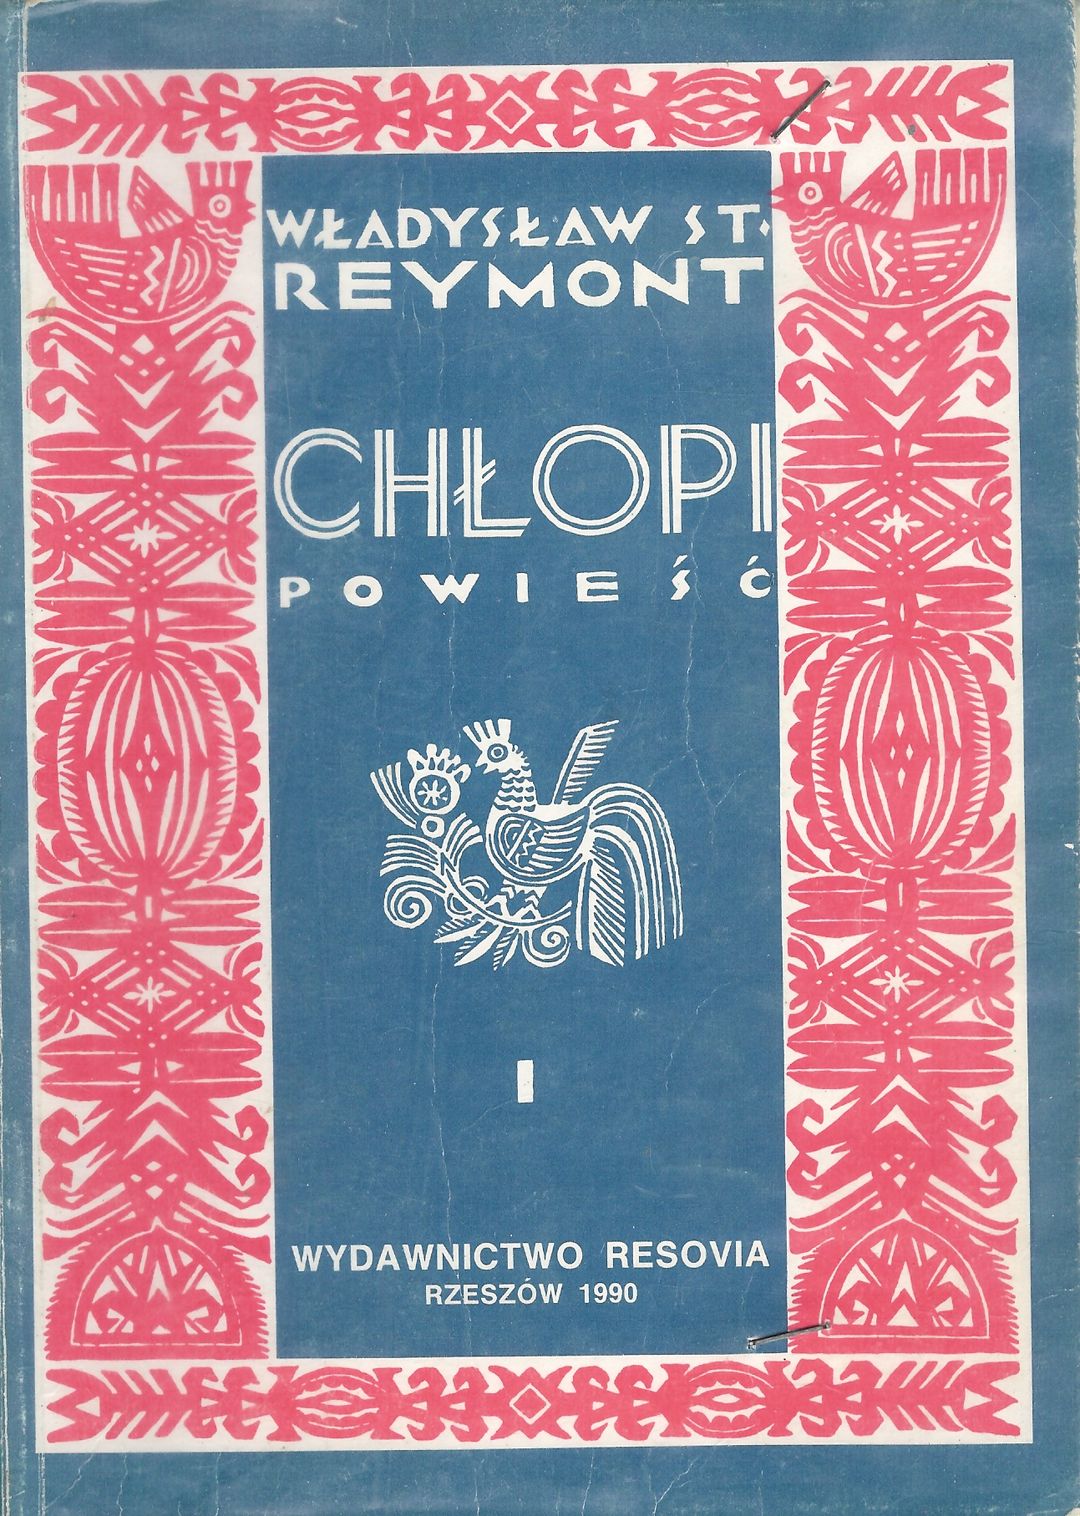 WŁADYSŁAW ST.
REYMONT
CHŁOPI
POWIEŚĆ
I
WYDAWNICTWO RESOVIA
RZESZÓW 1990